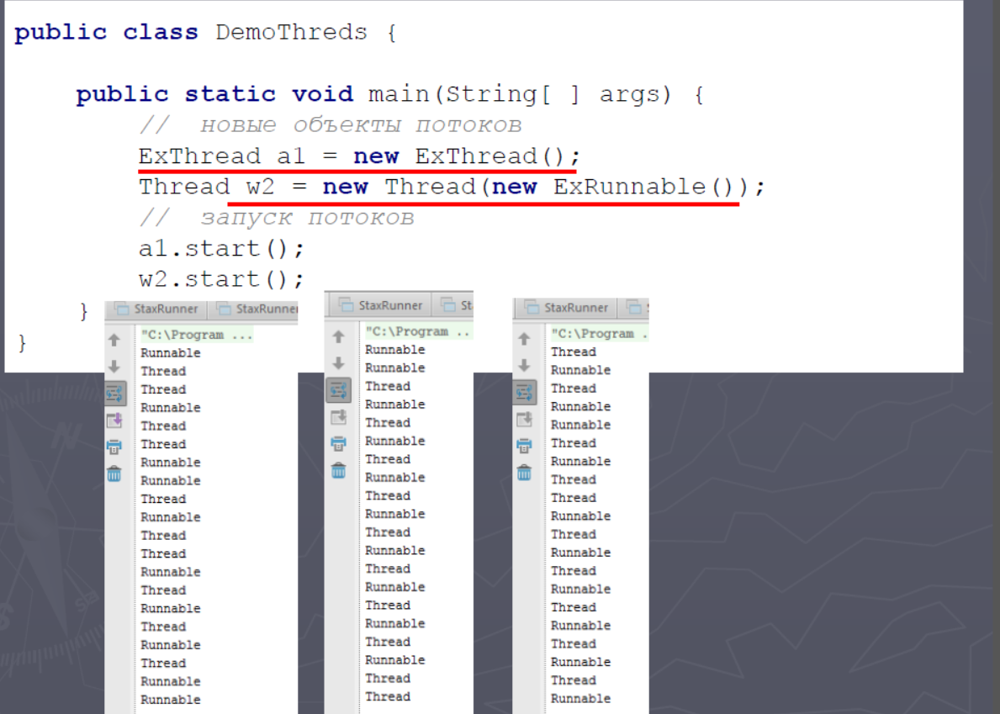 public class DemoThreds {
public static void main(String[ ] args) {
// новые объекты потоков
ExThread a1 = new ExThread();
Thread w2 = new Thread(new ExRunnable());
// запуск потоков
a1.start();
w2.start();
}
}
StaxRunner StaxRunner
"C:\Program ...
Runnable
Thread
Thread
Runnable
Thread
Thread
Runnable
Runnable
Thread
Runnable
Thread
Thread
Runnable
Thread
Runnable
Thread
Runnable
Thread
Runnable
Runnable
StaxRunner St
"C:\Program ..
Runnable
Runnable
Thread
Runnable
Thread
Runnable
Thread
Runnable
Thread
Runnable
Thread
Runnable
Thread
Runnable
Thread
Runnable
Thread
Runnable
Thread
Thread
StaxRunner
"C:\Program .
Thread
Runnable
Thread
Runnable
Runnable
Thread
Runnable
Thread
Thread
Runnable
Thread
Runnable
Thread
Runnable
Thread
Runnable
Thread
Runnable
Thread
Runnable
N
S
SE